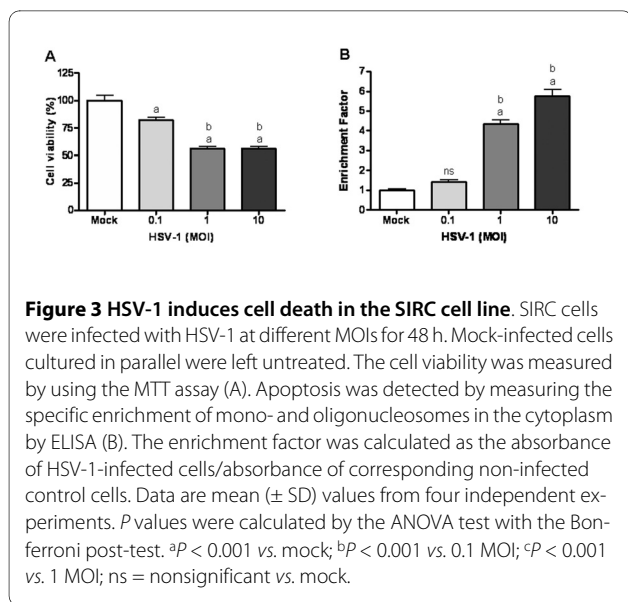 A
B
125
100
75
50
25
0
Cell viability (%)
a
b
a
b
a
Mock
0.1
1
10
HSV-1 (MOI)
7
6
5
4
3
2
1
0
Enrichment Factor
ns
b
a
b
a
Mock
0.1
1
10
HSV-1 (MOI)
Figure 3 HSV-1 induces cell death in the SIRC cell line. SIRC cells
were infected with HSV-1 at different MOIs for 48 h. Mock-infected cells
cultured in parallel were left untreated. The cell viability was measured
by using the MTT assay (A). Apoptosis was detected by measuring the
specific enrichment of mono- and oligonucleosomes in the cytoplasm
by ELISA (B). The enrichment factor was calculated as the absorbance
of HSV-1-infected cells/absorbance of corresponding non-infected
control cells. Data are mean (± SD) values from four independent ex-
periments. P values were calculated by the ANOVA test with the Bon-
ferroni post-test. ᵃP < 0.001 vs. mock; ᵇP < 0.001 vs. 0.1 MOI; ᶜP < 0.001
vs. 1 MOI; ns = nonsignificant vs. mock.